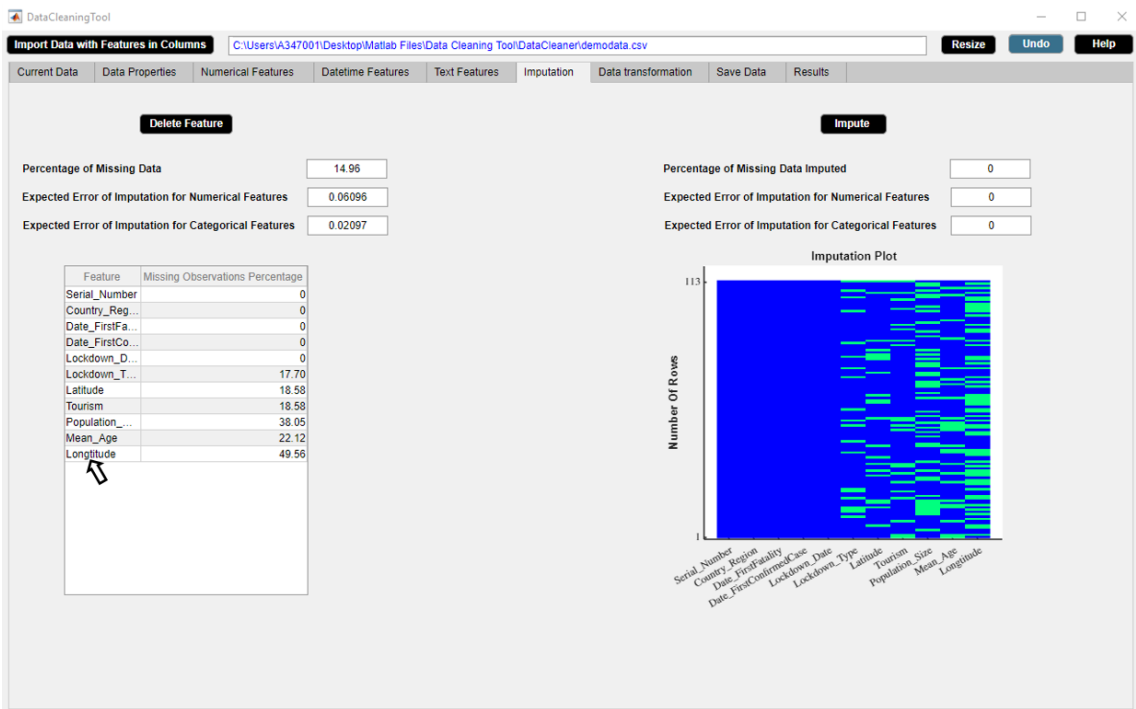 DataCleaningTool
Import Data with Features in Columns C:\Users\A347001\Desktop\Matlab Files\Data Cleaning Tool\DataCleaner\demodata.csv Resize Undo Help
Current Data Data Properties Numerical Features Datetime Features Text Features Imputation Data transformation Save Data Results
Delete Feature
Percentage of Missing Data 14.96
Expected Error of Imputation for Numerical Features 0.06096
Expected Error of Imputation for Categorical Features 0.02097
Feature Missing Observations Percentage
Serial_Number 0
Country_Reg... 0
Date_FirstFa... 0
Date_FirstCo... 0
Lockdown_D... 0
Lockdown_T... 17.70
Latitude 18.58
Tourism 18.58
Population_... 38.05
Mean_Age 22.12
Longtitude 49.56
Impute
Percentage of Missing Data Imputed 0
Expected Error of Imputation for Numerical Features 0
Expected Error of Imputation for Categorical Features 0
Imputation Plot
113
Number Of Rows
1
Serial_Number
Country_Region
Date_FirstFatality
Date_FirstConfirmedCase
Lockdown_Date
Lockdown_Type
Latitude
Tourism
Population_Size
Mean_Age
Longtitude